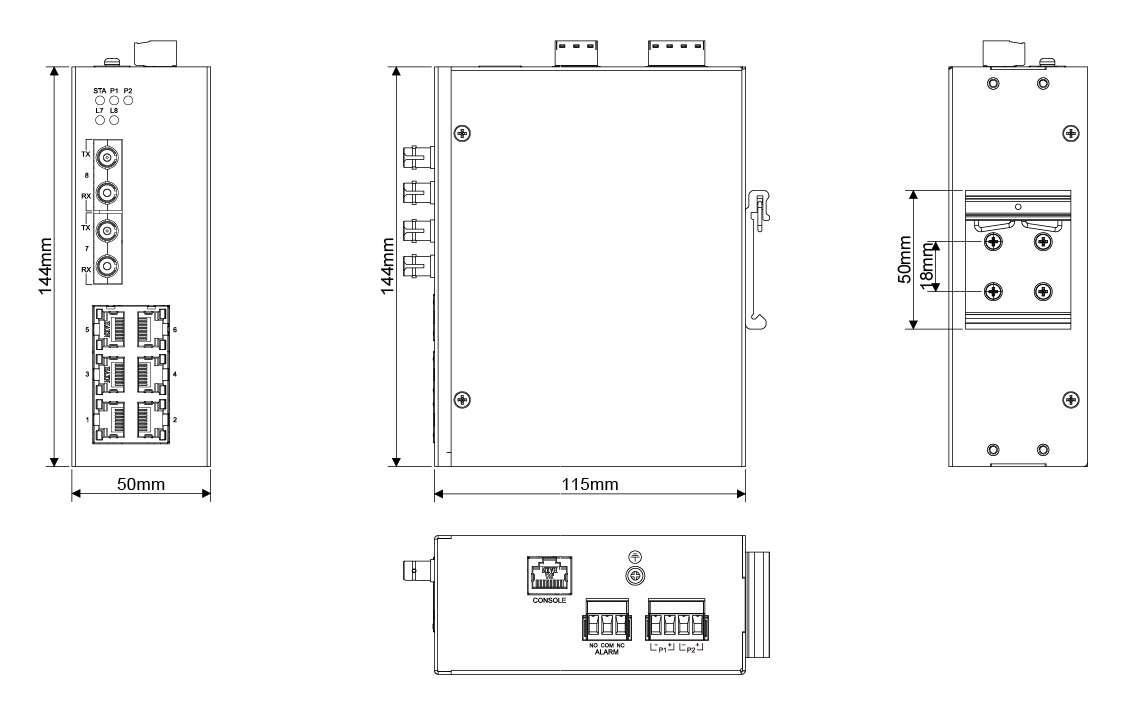 STA P1 P2
L7 L8
TX
8
RX
TX
7
RX
5 6
3 4
1 2
144mm
50mm
144mm
115mm
50mm
18mm
CONSOLE
NO COM NC
ALARM
- + - +
P1 P2